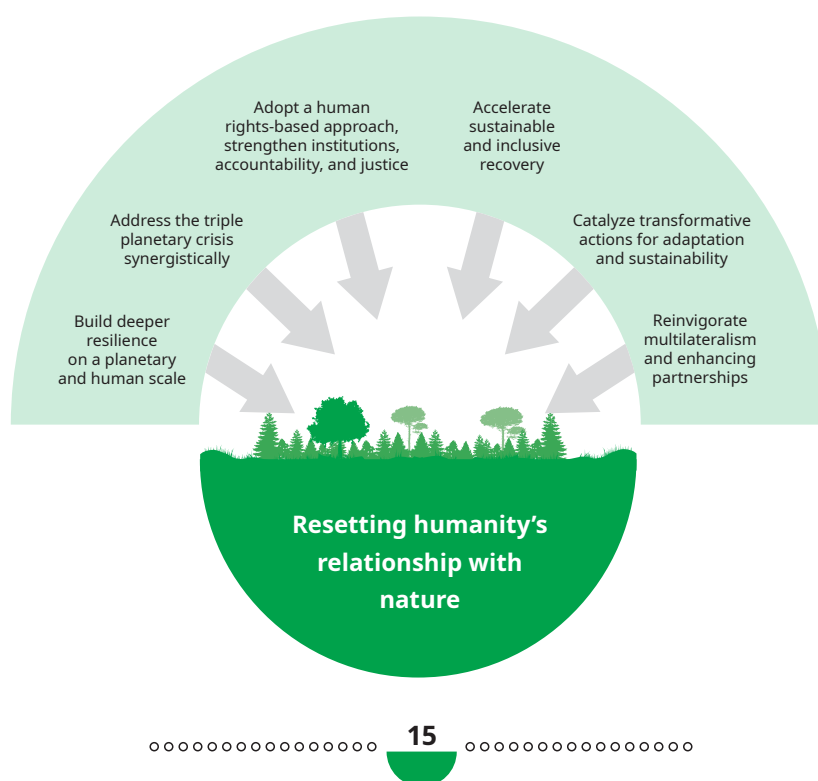 Adopt a human
rights-based approach,
strengthen institutions,
accountability, and justice
Accelerate
sustainable
and inclusive
recovery
Address the triple
planetary crisis
synergistically
Catalyze transformative
actions for adaptation
and sustainability
Build deeper
resilience
on a planetary
and human scale
Reinvigorate
multilateralism
and enhancing
partnerships
Resetting humanity’s
relationship with
nature
15